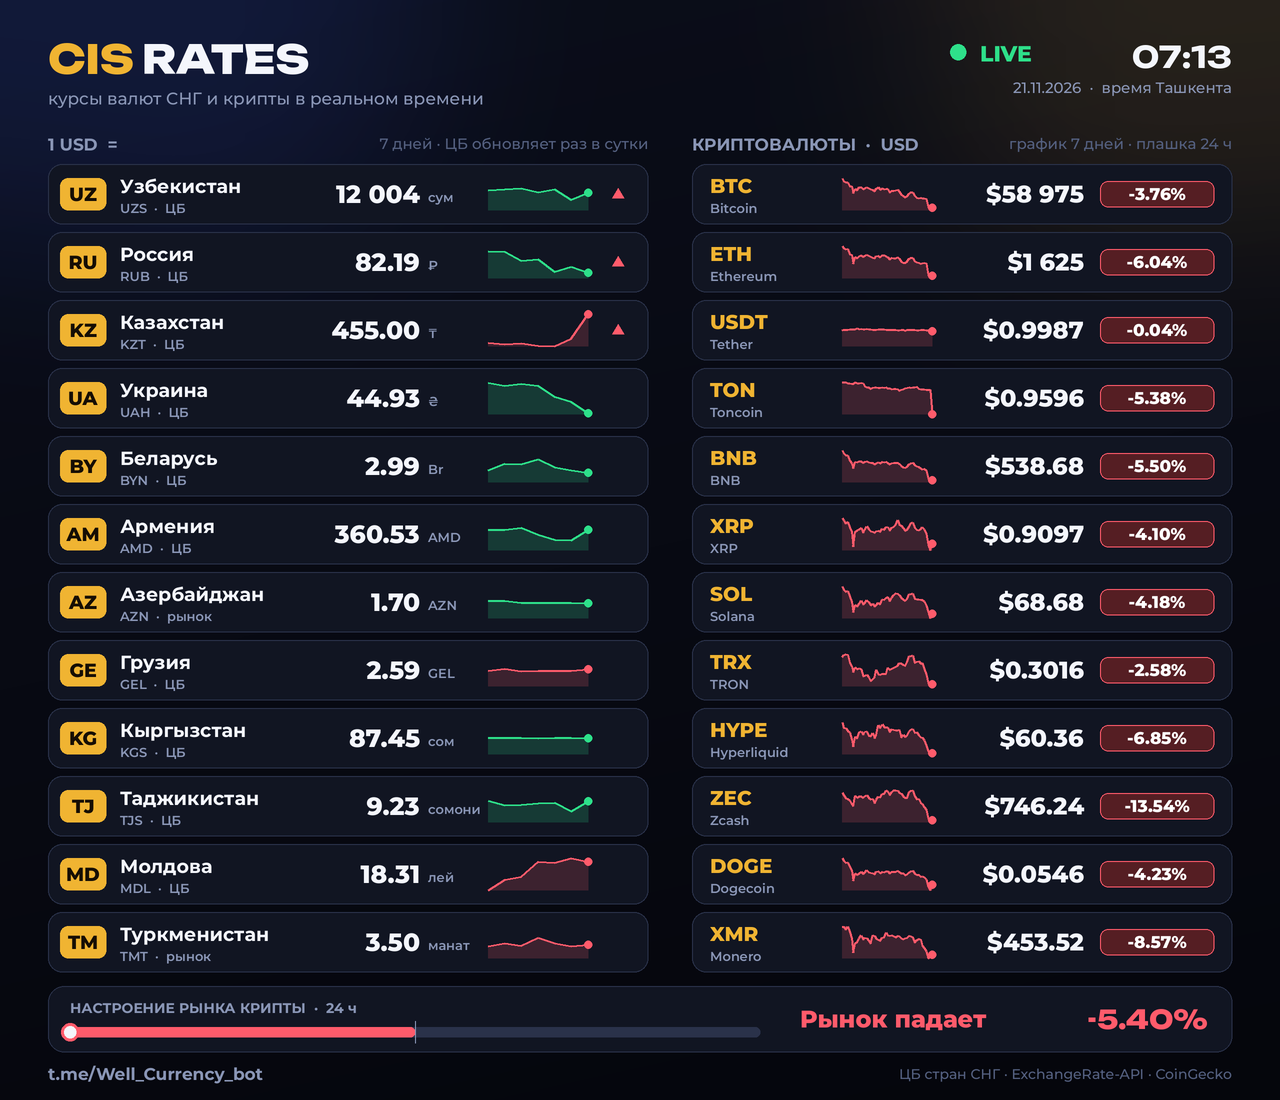 CIS RATES
курсы валют СНГ и крипты в реальном времени
LIVE
07:13
21.11.2026 · время Ташкента
1 USD =
7 дней · ЦБ обновляет раз в сутки
UZ Узбекистан 12 004 сум
UZS · ЦБ
RU Россия 82.19 ₽
RUB · ЦБ
KZ Казахстан 455.00 ₸
KZT · ЦБ
UA Украина 44.93 ₴
UAH · ЦБ
BY Беларусь 2.99 Br
BYN · ЦБ
AM Армения 360.53 AMD
AMD · ЦБ
AZ Азербайджан 1.70 AZN
AZN · рынок
GE Грузия 2.59 GEL
GEL · ЦБ
KG Кыргызстан 87.45 сом
KGS · ЦБ
TJ Таджикистан 9.23 сомони
TJS · ЦБ
MD Молдова 18.31 лей
MDL · ЦБ
TM Туркменистан 3.50 манат
TMT · рынок
КРИПТОВАЛЮТЫ · USD
график 7 дней · плашка 24 ч
BTC $58 975 -3.76%
Bitcoin
ETH $1 625 -6.04%
Ethereum
USDT $0.9987 -0.04%
Tether
TON $0.9596 -5.38%
Toncoin
BNB $538.68 -5.50%
BNB
XRP $0.9097 -4.10%
XRP
SOL $68.68 -4.18%
Solana
TRX $0.3016 -2.58%
TRON
HYPE $60.36 -6.85%
Hyperliquid
ZEC $746.24 -13.54%
Zcash
DOGE $0.0546 -4.23%
Dogecoin
XMR $453.52 -8.57%
Monero
НАСТРОЕНИЕ РЫНКА КРИПТЫ · 24 ч
Рынок падает -5.40%
t.me/Well_Currency_bot
ЦБ стран СНГ · ExchangeRate-API · CoinGecko